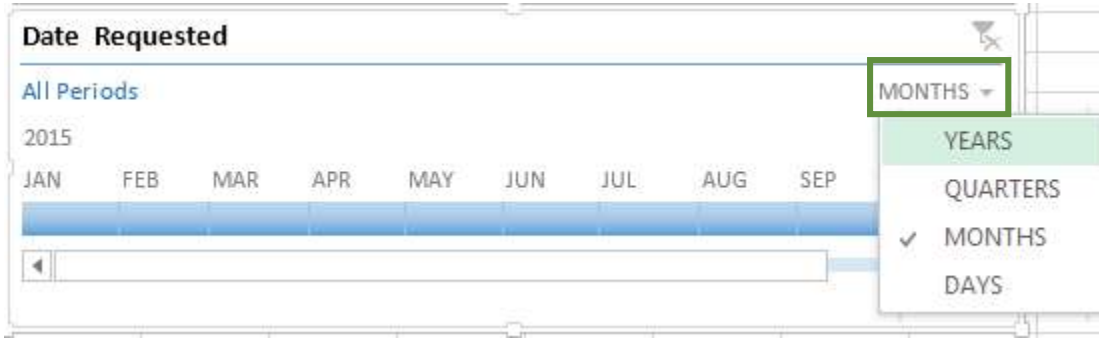 Date Requested
All Periods
MONTHS
2015
JAN FEB MAR APR MAY JUN JUL AUG SEP
YEARS
QUARTERS
MONTHS
DAYS